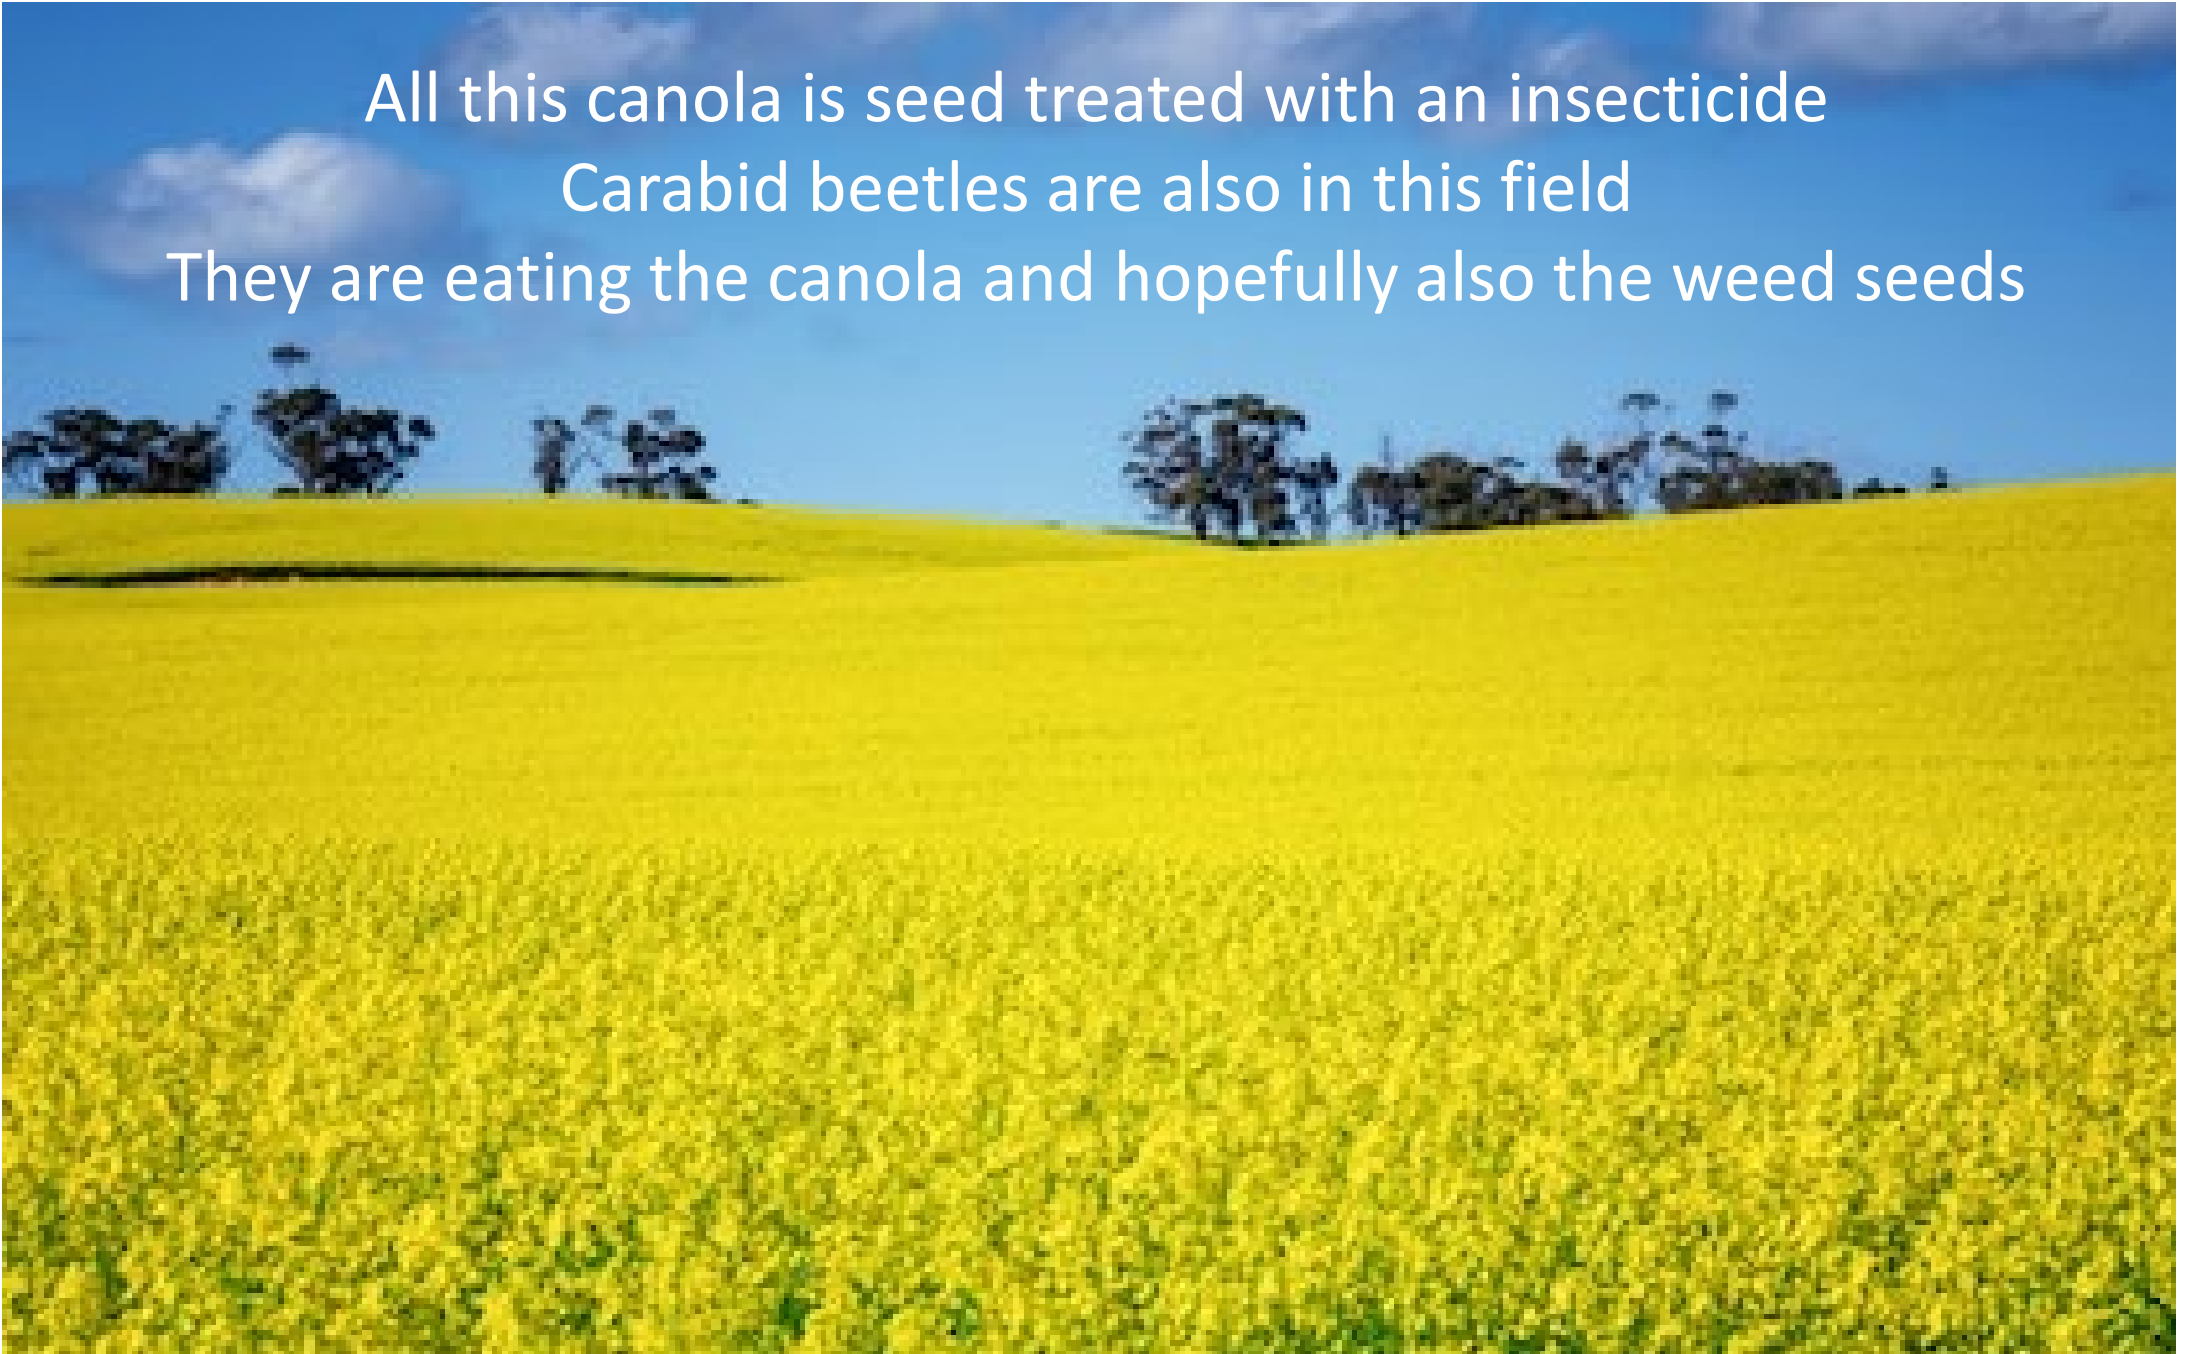 All this canola is seed treated with an insecticide
Carabid beetles are also in this field
They are eating the canola and hopefully also the weed seeds